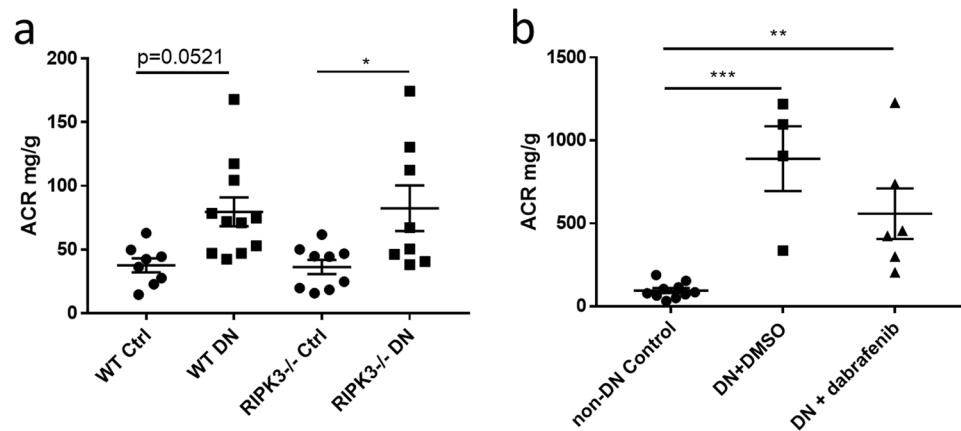 a
p=0.0521
*
ACR mg/g
200
150
100
50
0
WT Ctrl
WT DN
RIPK3-/- Ctrl
RIPK3-/- DN
b
**
***
ACR mg/g
1500
1000
500
0
non-DN Control
DN+DMSO
DN + dabrafenib